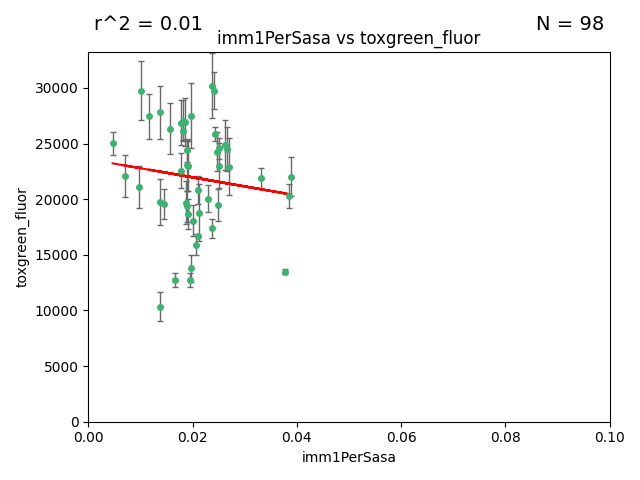 r^2 = 0.01
N = 98
imm1PerSasa vs toxgreen_fluor
30000
25000
20000
15000
10000
5000
0
toxgreen_fluor
0.00
0.02
0.04
0.06
0.08
0.10
imm1PerSasa